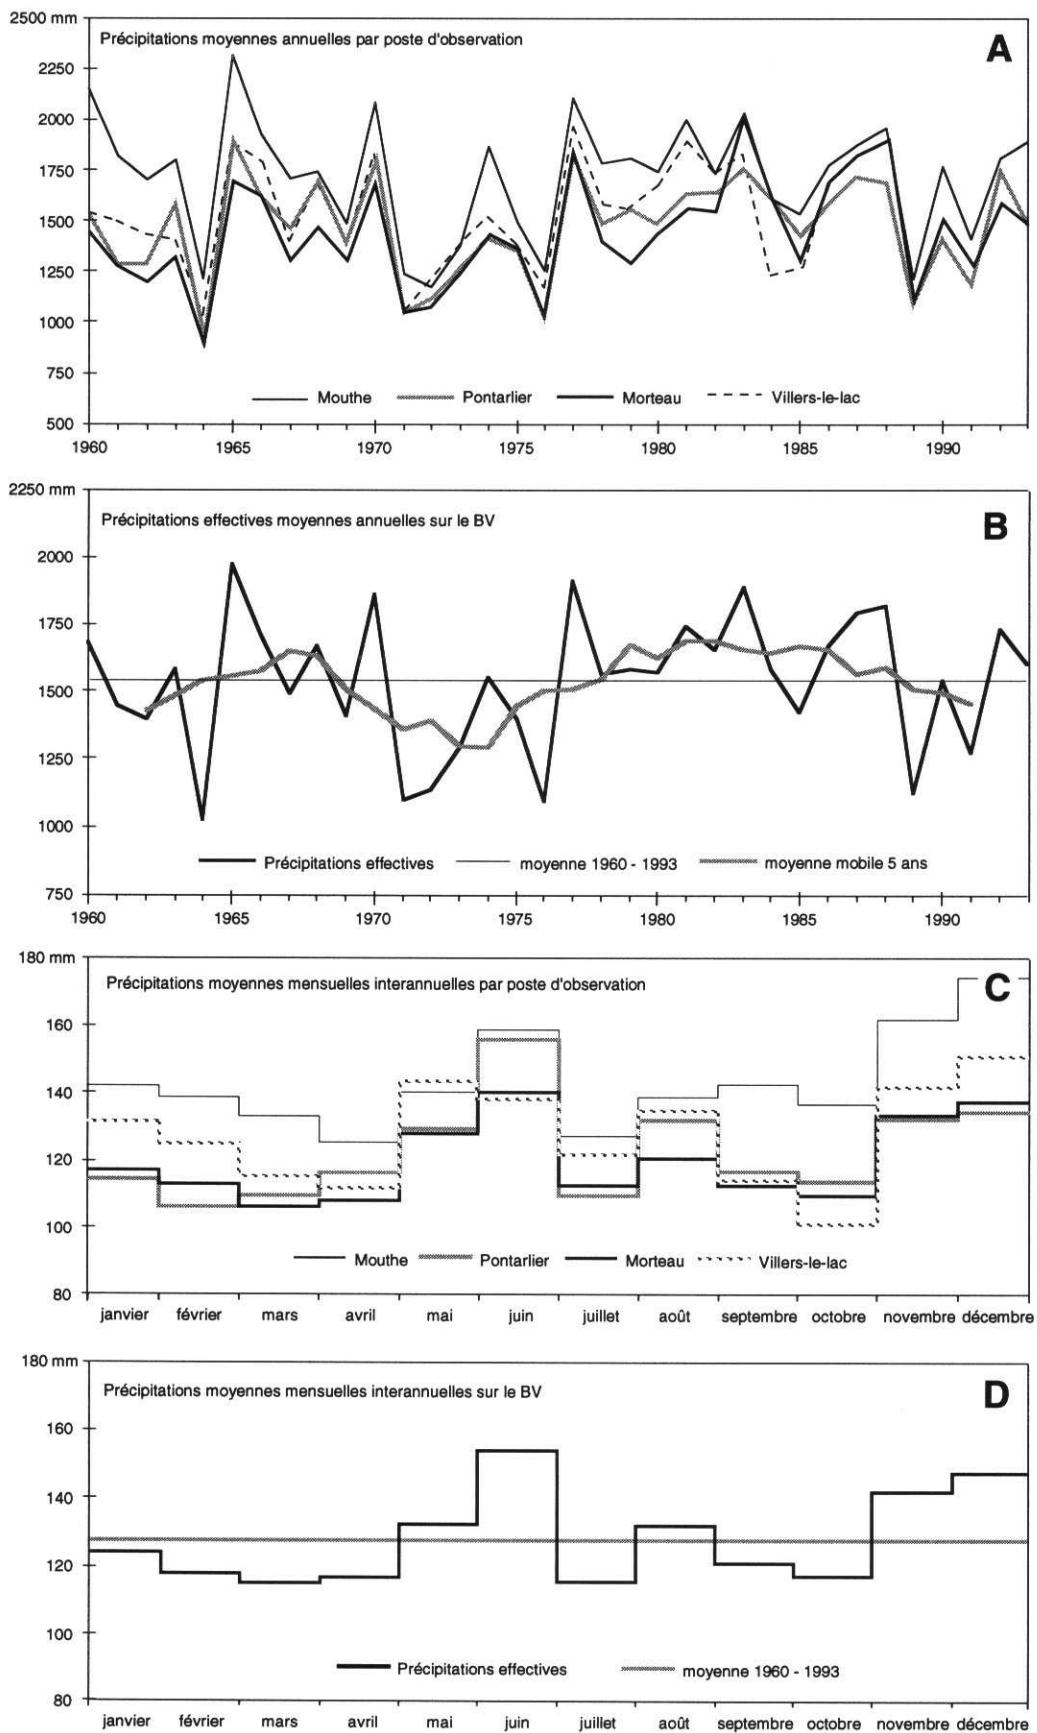 2500 mm
Précipitations moyennes annuelles par poste d'observation
A
2250
2000
1750
1500
1250
1000
750
Mouthe Pontarlier Morteau Villers-le-lac
500
1960 1965 1970 1975 1980 1985 1990
2250 mm
Précipitations effectives moyennes annuelles sur le BV
B
2000
1750
1500
1250
1000
Précipitations effectives moyenne 1960 - 1993 moyenne mobile 5 ans
750
1960 1965 1970 1975 1980 1985 1990
180 mm
Précipitations moyennes mensuelles interannuelles par poste d'observation
C
160
140
120
100
Mouthe Pontarlier Morteau Villers-le-lac
80
janvier février mars avril mai juin juillet août septembre octobre novembre décembre
180 mm
Précipitations moyennes mensuelles interannuelles sur le BV
D
160
140
120
100
Précipitations effectives moyenne 1960 - 1993
80
janvier février mars avril mai juin juillet août septembre octobre novembre décembre